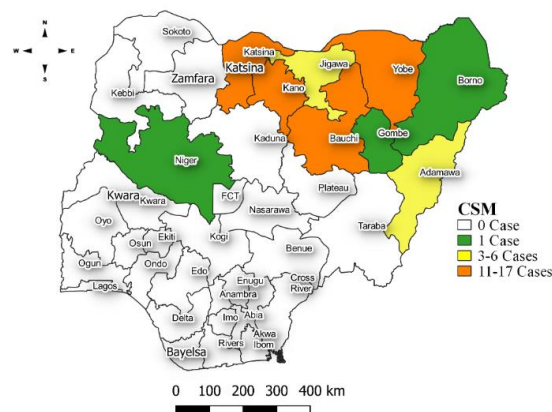 N
W E
S
Sokoto
Katsina
Zamfara
Katsina
Jigawa
Yobe
Borno
Kebbi
Kano
Kaduna
Bauchi
Gombe
Niger
Adamawa
Kwara
Kwara
FCT
Plateau
Nasarawa
Oyo
Taraba
Ekiti
Kogi
Osun
Benue
Ogun
Ondo
Edo
Enugu
Cross
River
Lagos
Anambra
Delta
Imo
Abia
Akwa
Ibom
Bayelsa
Rivers
CSM
0 Case
1 Case
3-6 Cases
11-17 Cases
0 100 200 300 400 km